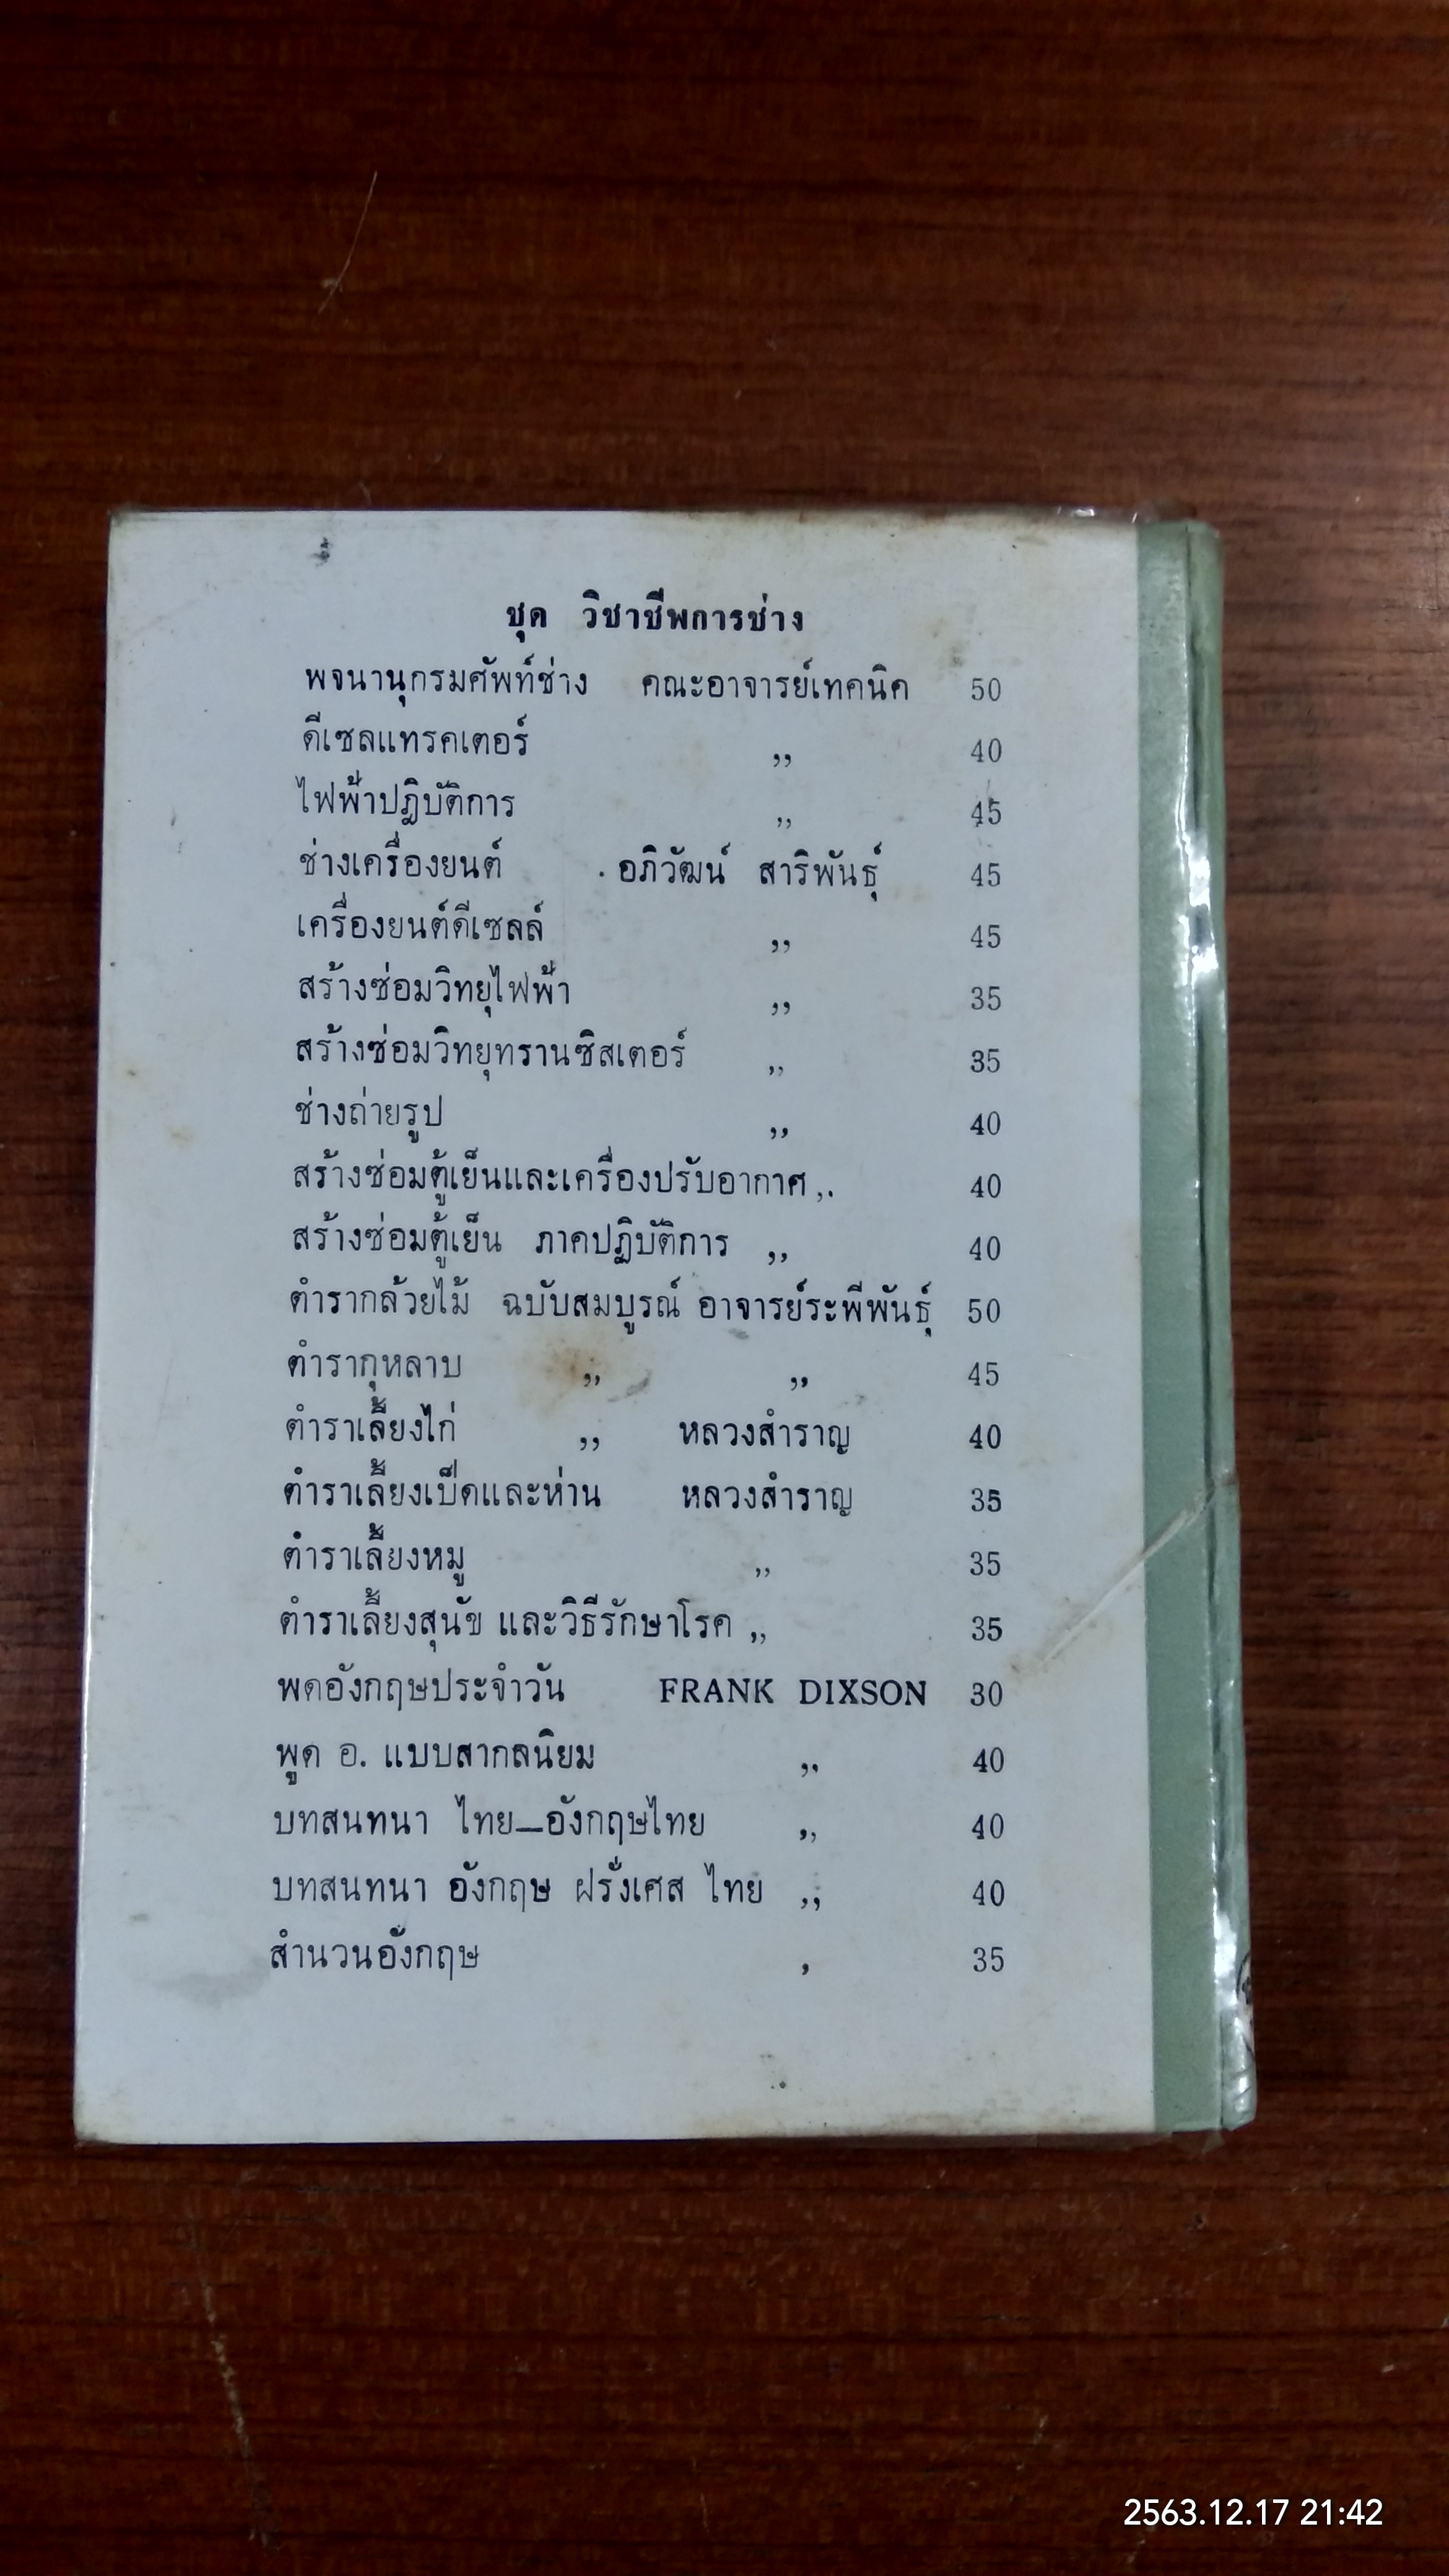 ชุด วิชาชีพการช่าง
พจนานุกรมศัพท์ช่าง คณะอาจารย์เทคนิค 50
ดีเซลแทรคเตอร์ ,, 40
ไฟฟ้าปฎิบัติการ ,, 45
ช่างเครื่องยนต์ อภิวัฒน์ สาริพันธุ์ 45
เครื่องยนต์ดีเซลล์ ,, 45
สร้างซ่อมวิทยุไฟฟ้า ,, 35
สร้างซ่อมวิทยุทรานซิสเตอร์ ,, 35
ช่างถ่ายรูป ,, 40
สร้างซ่อมตู้เย็นและเครื่องปรับอากาศ ,. 40
สร้างซ่อมตู้เย็น ภาคปฏิบัติการ ,, 40
ตำรากล้วยไม้ ฉบับสมบูรณ์ อาจารย์ระพีพันธุ์ 50
ตำรากุหลาบ ,, ,, 45
ตำราเลี้ยงไก่ ,, หลวงสำราญ 40
ตำราเลี้ยงเป็ดและห่าน หลวงสำราญ 35
ตำราเลี้ยงหมู ,, 35
ตำราเลี้ยงสุนัข และวิธีรักษาโรค ,, 35
พดอังกฤษประจำวัน FRANK DIXSON 30
พูด อ. แบบสากลนิยม ,, 40
บทสนทนา ไทย–อังกฤษไทย ,, 40
บทสนทนา อังกฤษ ฝรั่งเศส ไทย ,, 40
สำนวนอังกฤษ , 35
2563.12.17 21:42